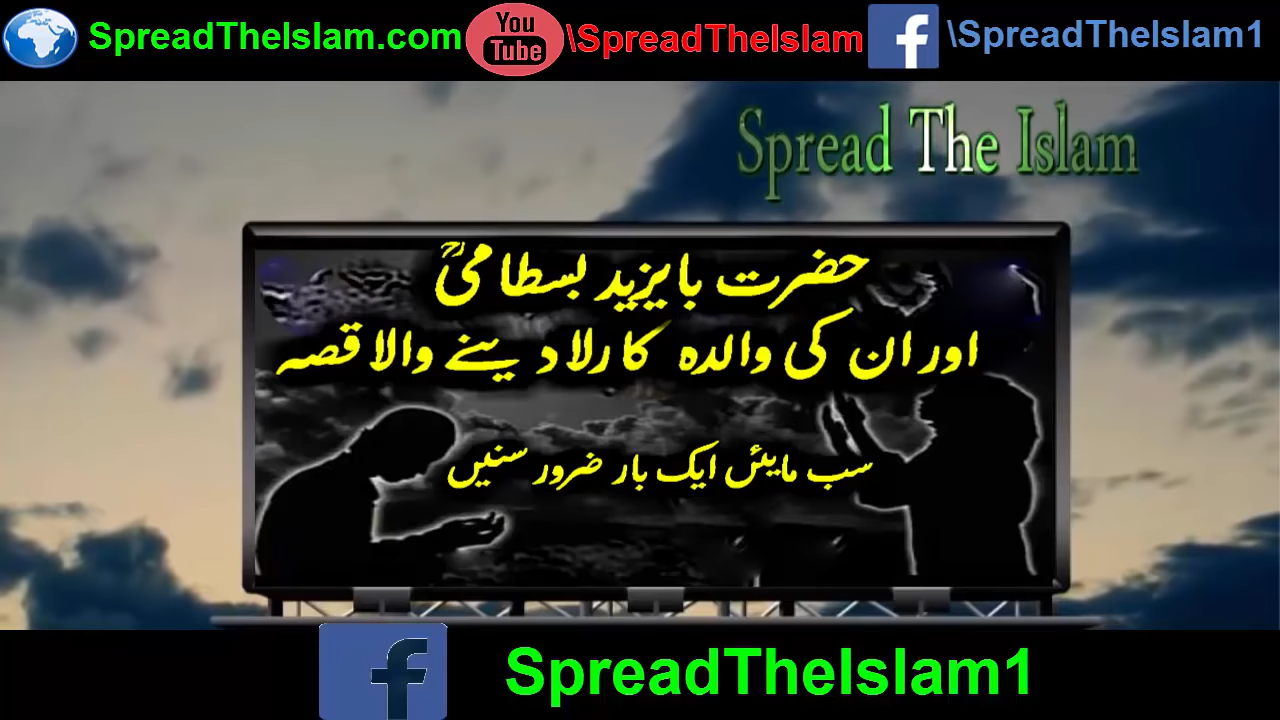 SpreadTheIslam.com
You Tube
\SpreadTheIslam
f
\SpreadTheIslam1
Spread The Islam
حضرت بایزید بسطامیؒ
اور ان کی والدہ کا رلا دینے والا قصہ
سب مایئں ایک بار ضرور سنیں
f
SpreadTheIslam1